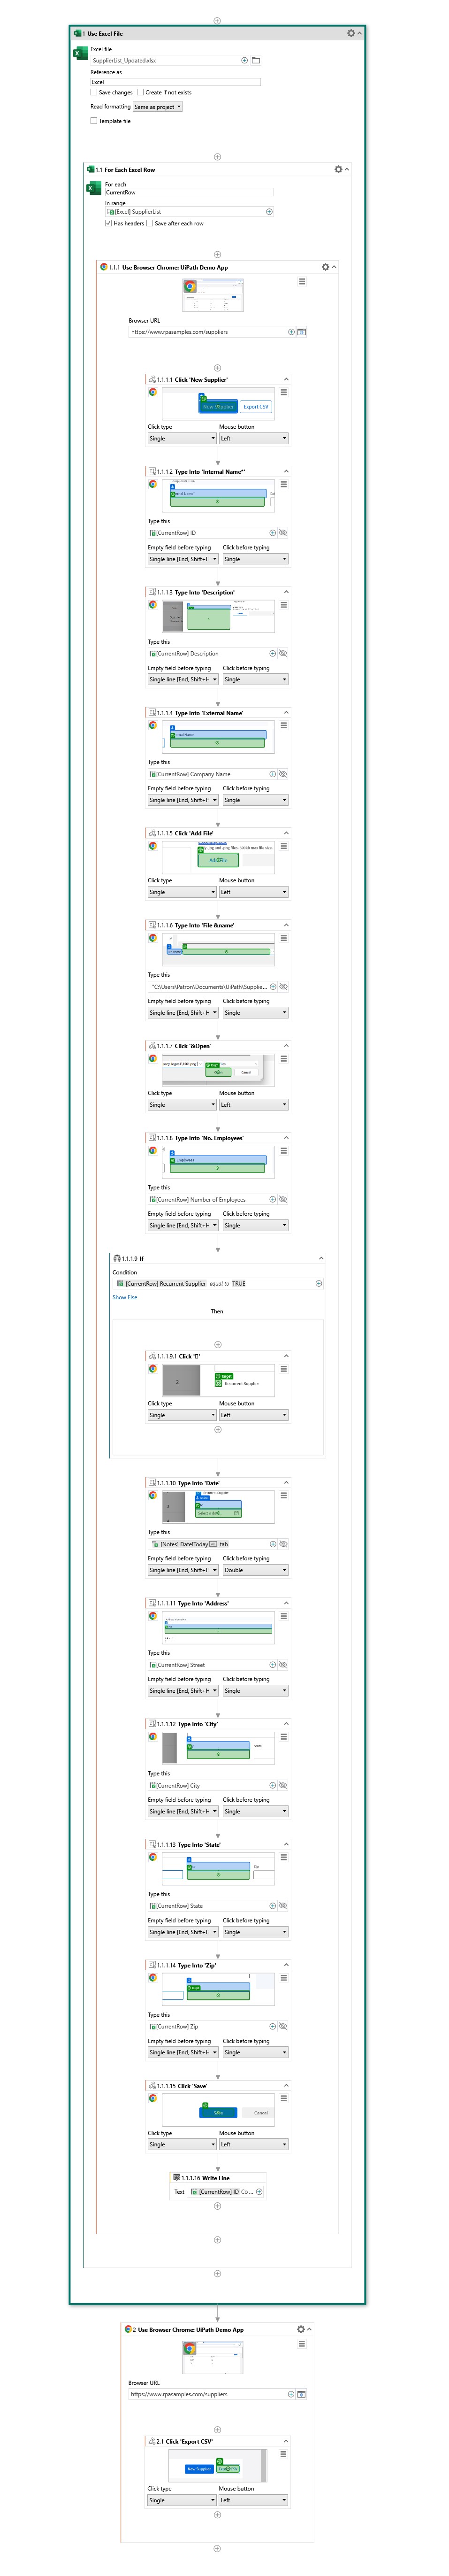 1 Use Excel File
Excel file
SupplierList_Updated.xlsx
Reference as
Excel
Save changes Create if not exists
Read formatting Same as project
Template file
1.1 For Each Excel Row
For each
CurrentRow
In range
[Excel] SupplierList
Has headers Save after each row
1.1.1 Use Browser Chrome: UiPath Demo App
Browser URL
https://www.rpasamples.com/suppliers
1.1.1.1 Click 'New Supplier'
New Supplier Export CSV
Click type Mouse button
Single Left
1.1.1.2 Type Into 'Internal Name*'
Type this
[CurrentRow] ID
Empty field before typing Click before typing
Single line [End, Shift+H Single
1.1.1.3 Type Into 'Description'
Type this
[CurrentRow] Description
Empty field before typing Click before typing
Single line [End, Shift+H Single
1.1.1.4 Type Into 'External Name'
Type this
[CurrentRow] Company Name
Empty field before typing Click before typing
Single line [End, Shift+H Single
1.1.1.5 Click 'Add File'
Add File
Click type Mouse button
Single Left
1.1.1.6 Type Into 'File &name'
Type this
"C:\Users\Patron\Documents\UiPath\Supplie ...
Empty field before typing Click before typing
Single line [End, Shift+H Single
1.1.1.7 Click '&Open'
Cancel
Click type Mouse button
Single Left
1.1.1.8 Type Into 'No. Employees'
Type this
[CurrentRow] Number of Employees
Empty field before typing Click before typing
Single line [End, Shift+H Single
1.1.1.9 If
Condition
[CurrentRow] Recurrent Supplier equal to TRUE
Show Else
Then
1.1.1.9.1 Click '▯'
2
Target
Recurrent Supplier
Click type Mouse button
Single Left
1.1.1.10 Type Into 'Date'
Type this
[Notes] Date|Today tab
Empty field before typing Click before typing
Single line [End, Shift+H Double
1.1.1.11 Type Into 'Address'
Type this
[CurrentRow] Street
Empty field before typing Click before typing
Single line [End, Shift+H Single
1.1.1.12 Type Into 'City'
State
Type this
[CurrentRow] City
Empty field before typing Click before typing
Single line [End, Shift+H Single
1.1.1.13 Type Into 'State'
Zip
Type this
[CurrentRow] State
Empty field before typing Click before typing
Single line [End, Shift+H Single
1.1.1.14 Type Into 'Zip'
Type this
[CurrentRow] Zip
Empty field before typing Click before typing
Single line [End, Shift+H Single
1.1.1.15 Click 'Save'
Cancel
Click type Mouse button
Single Left
1.1.1.16 Write Line
Text [CurrentRow] ID Co ...
2 Use Browser Chrome: UiPath Demo App
Browser URL
https://www.rpasamples.com/suppliers
2.1 Click 'Export CSV'
New Supplier
Click type Mouse button
Single Left